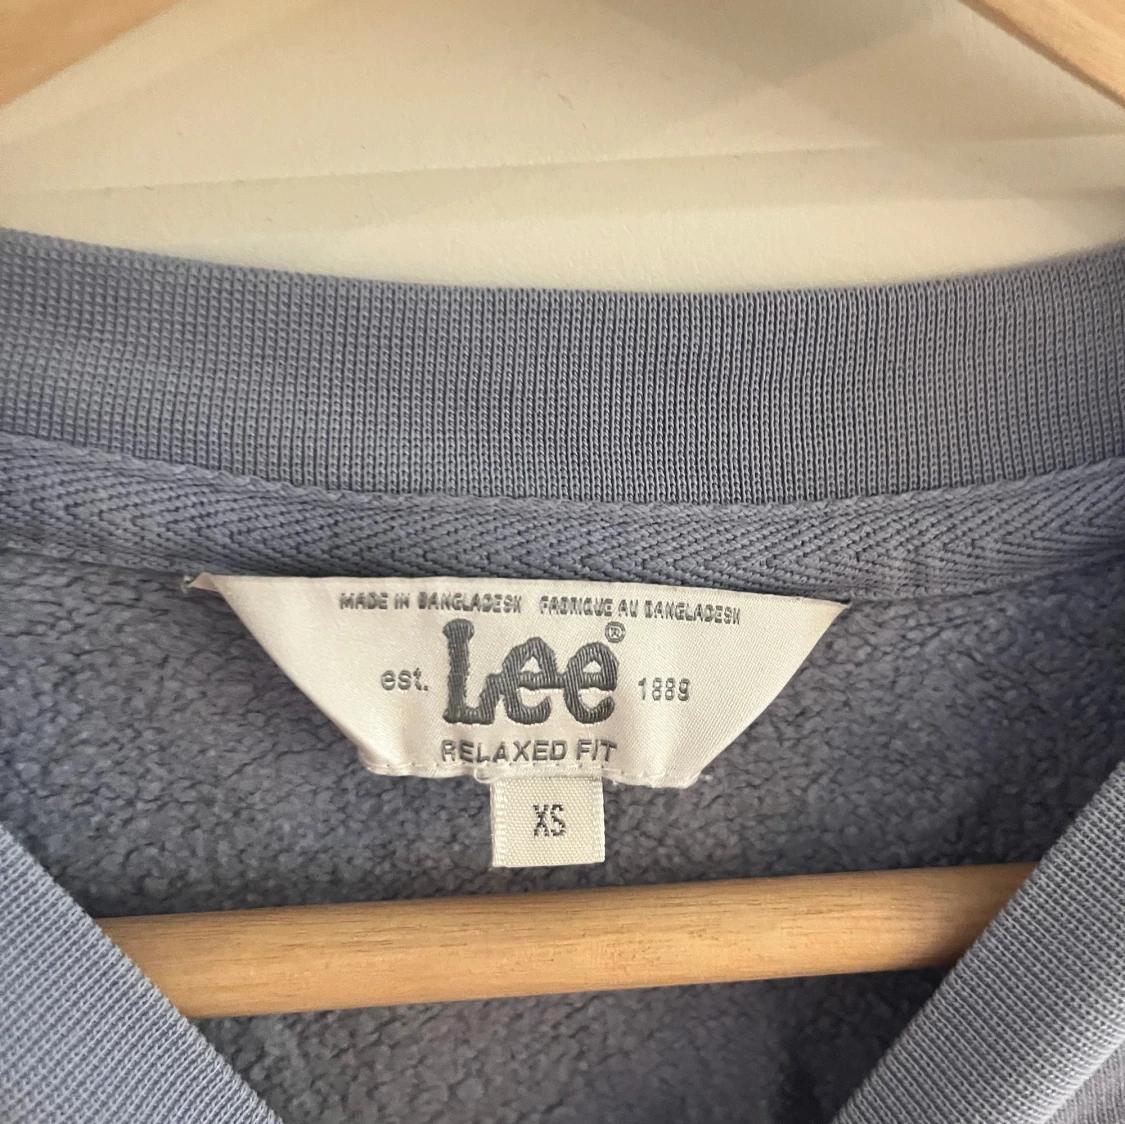 MADE IN BANGLADESH FABRIQUE AU BANGLADESH
Lee®
est. 1889
RELAXED FIT
XS